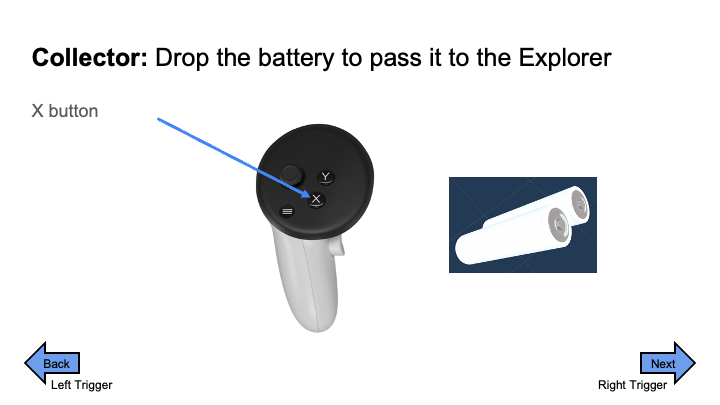 Collector: Drop the battery to pass it to the Explorer
X button
Y
X
Back
Next
Left Trigger
Right Trigger